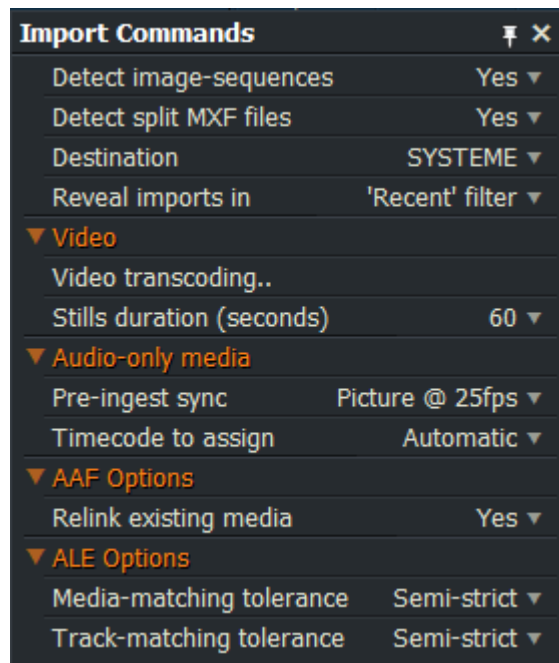 Import Commands
Detect image-sequences Yes
Detect split MXF files Yes
Destination SYSTEME
Reveal imports in 'Recent' filter
Video
Video transcoding..
Stills duration (seconds) 60
Audio-only media
Pre-ingest sync Picture @ 25fps
Timecode to assign Automatic
AAF Options
Relink existing media Yes
ALE Options
Media-matching tolerance Semi-strict
Track-matching tolerance Semi-strict